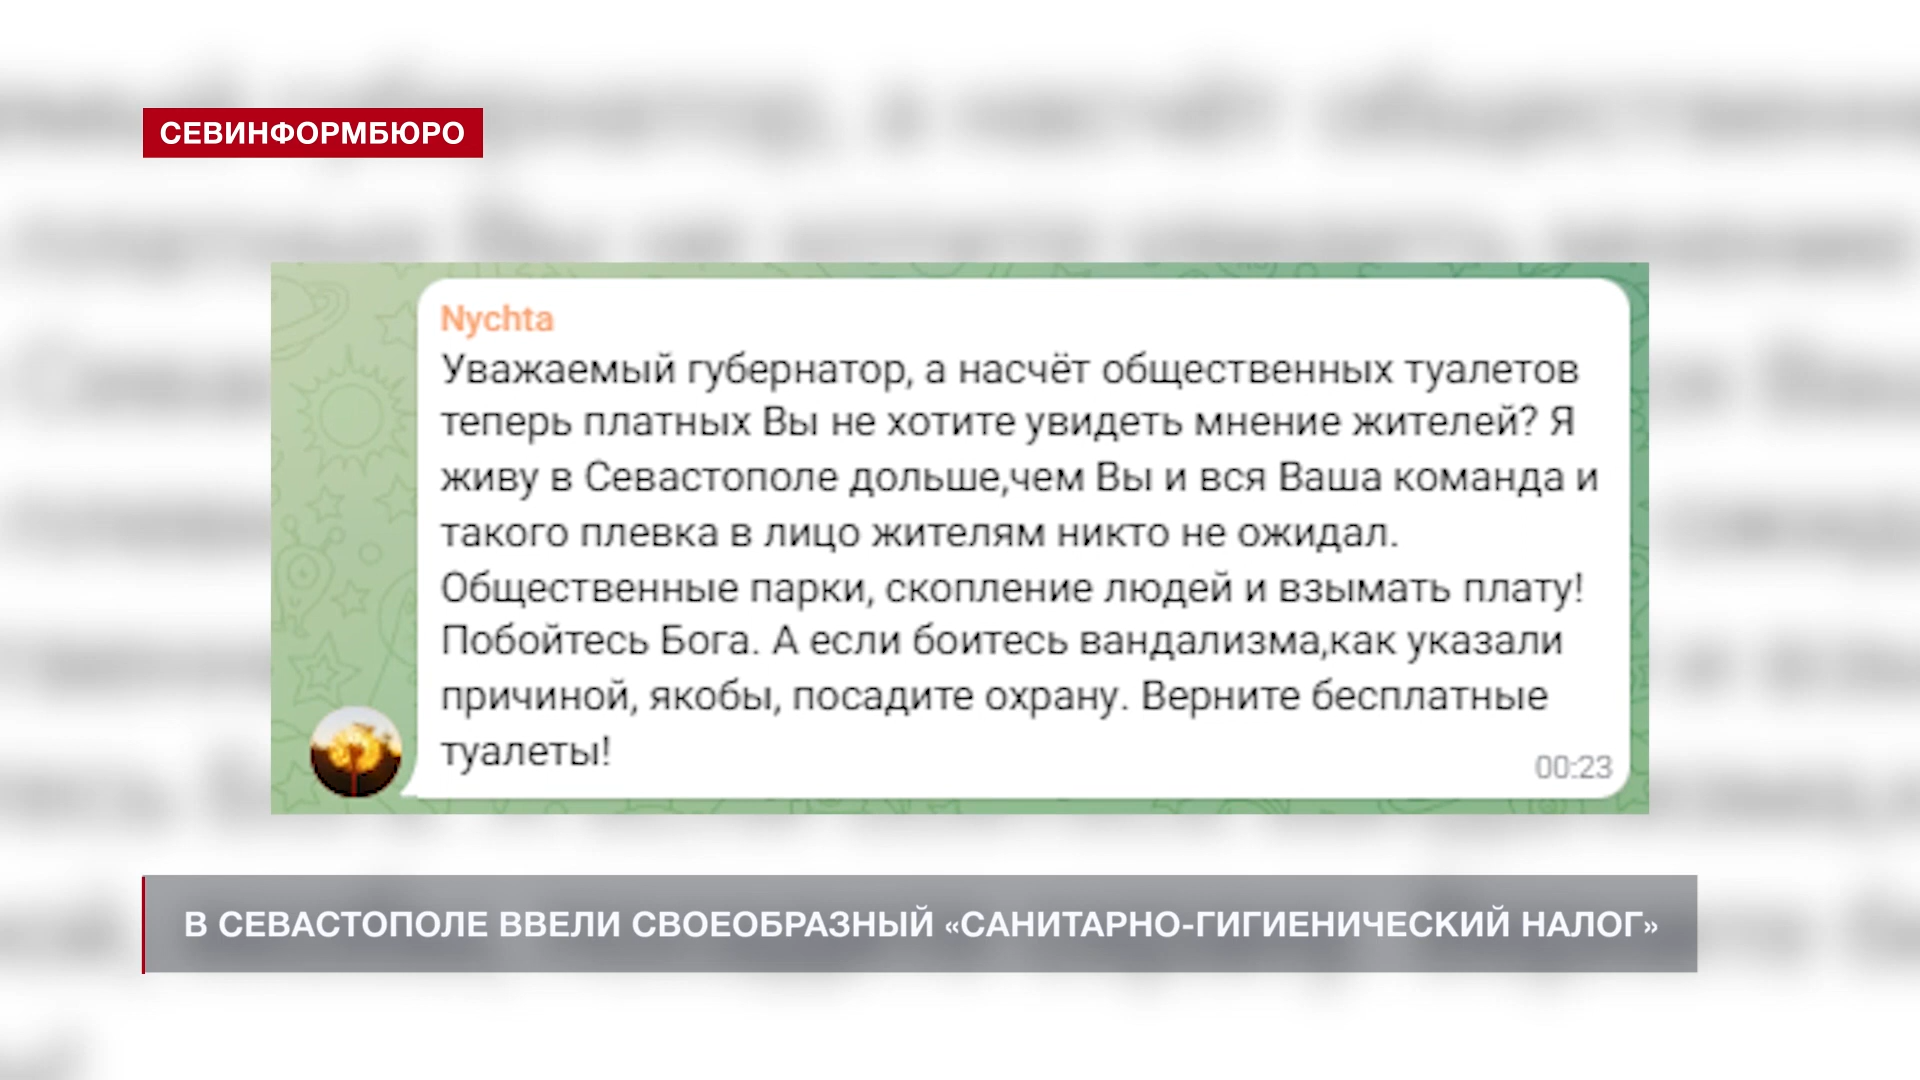 СЕВИНФОРМБЮРО
Nychta
Уважаемый губернатор, а насчёт общественных туалетов
теперь платных Вы не хотите увидеть мнение жителей? Я
живу в Севастополе дольше,чем Вы и вся Ваша команда и
такого плевка в лицо жителям никто не ожидал.
Общественные парки, скопление людей и взымать плату!
Побойтесь Бога. А если боитесь вандализма,как указали
причиной, якобы, посадите охрану. Верните бесплатные
туалеты!
00:23
В СЕВАСТОПОЛЕ ВВЕЛИ СВОЕОБРАЗНЫЙ «САНИТАРНО-ГИГИЕНИЧЕСКИЙ НАЛОГ»